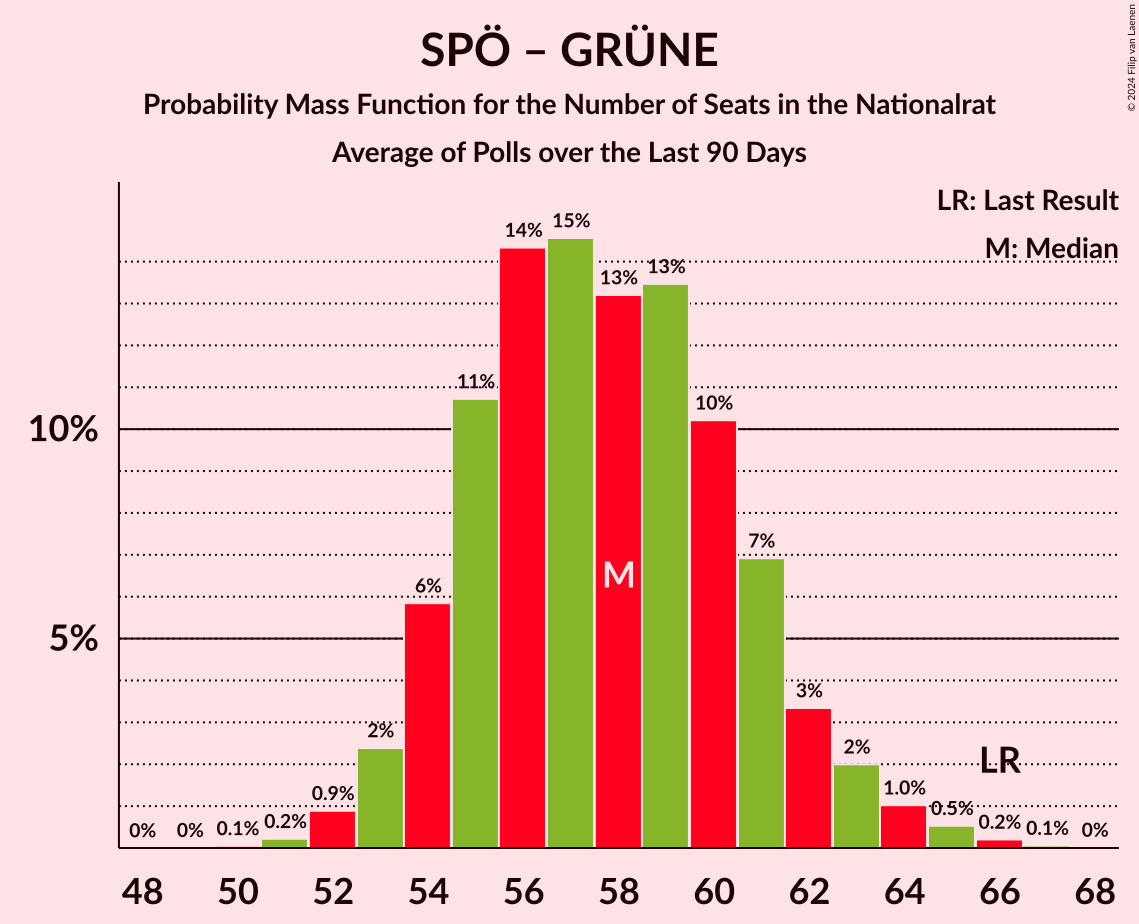 SPÖ – GRÜNE
Probability Mass Function for the Number of Seats in the Nationalrat
Average of Polls over the Last 90 Days
© 2024 Filip van Laenen
LR: Last Result
M: Median
10%
5%
0%
0%
0.1%
0.2%
0.9%
2%
6%
11%
14%
15%
13%
13%
10%
7%
3%
2%
1.0%
0.5%
0.2%
0.1%
0%
M
LR
48 50 52 54 56 58 60 62 64 66 68